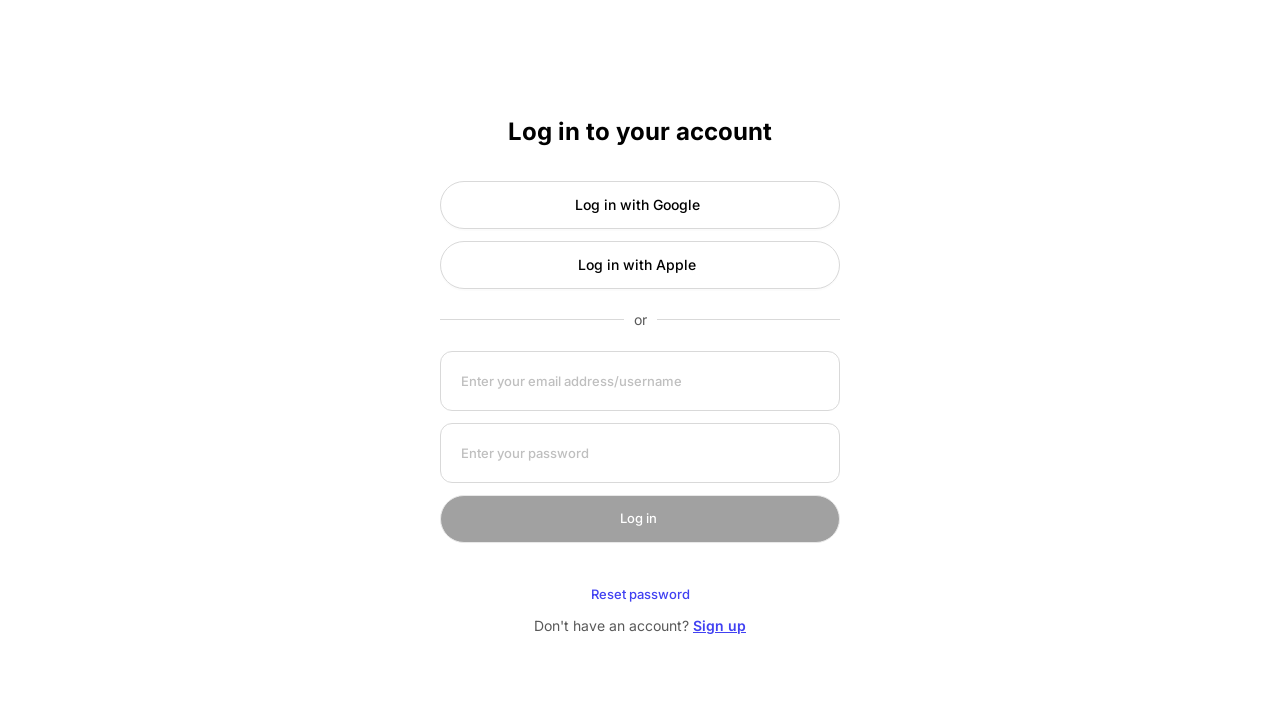 Log in to your account
Log in with Google
Log in with Apple
or
Enter your email address/username
Enter your password
Log in
Reset password
Don't have an account? Sign up